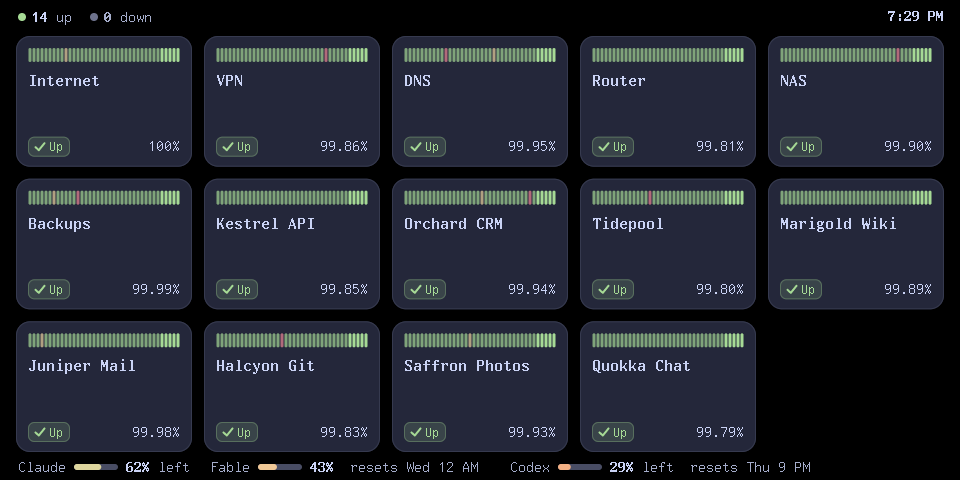 14 up 0 down 7:29 PM
Internet VPN DNS Router NAS
Up 100% Up 99.86% Up 99.95% Up 99.81% Up 99.90%
Backups Kestrel API Orchard CRM Tidepool Marigold Wiki
Up 99.99% Up 99.85% Up 99.94% Up 99.80% Up 99.89%
Juniper Mail Halcyon Git Saffron Photos Quokka Chat
Up 99.98% Up 99.83% Up 99.93% Up 99.79%
Claude 62% left Fable 43% resets Wed 12 AM Codex 29% left resets Thu 9 PM